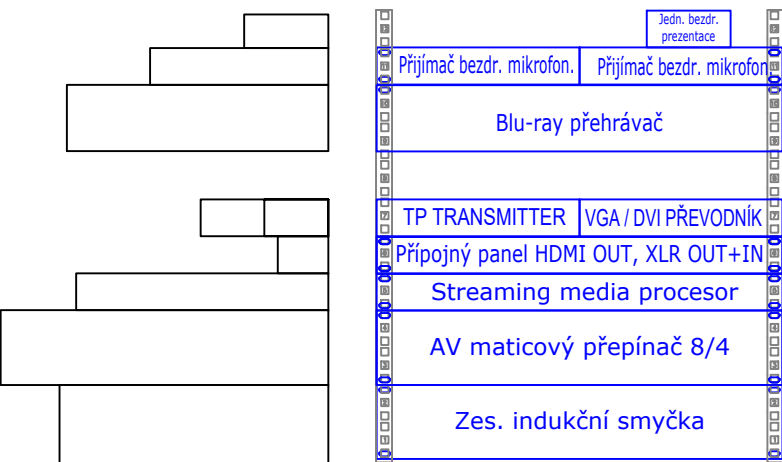 Jedn. bezdr.
prezentace
Přijímač bezdr. mikrofon.
Přijímač bezdr. mikrofon.
Blu-ray přehrávač
TP TRANSMITTER
VGA / DVI PŘEVODNÍK
Přípojný panel HDMI OUT, XLR OUT+IN
Streaming media procesor
AV maticový přepínač 8/4
Zes. indukční smyčka